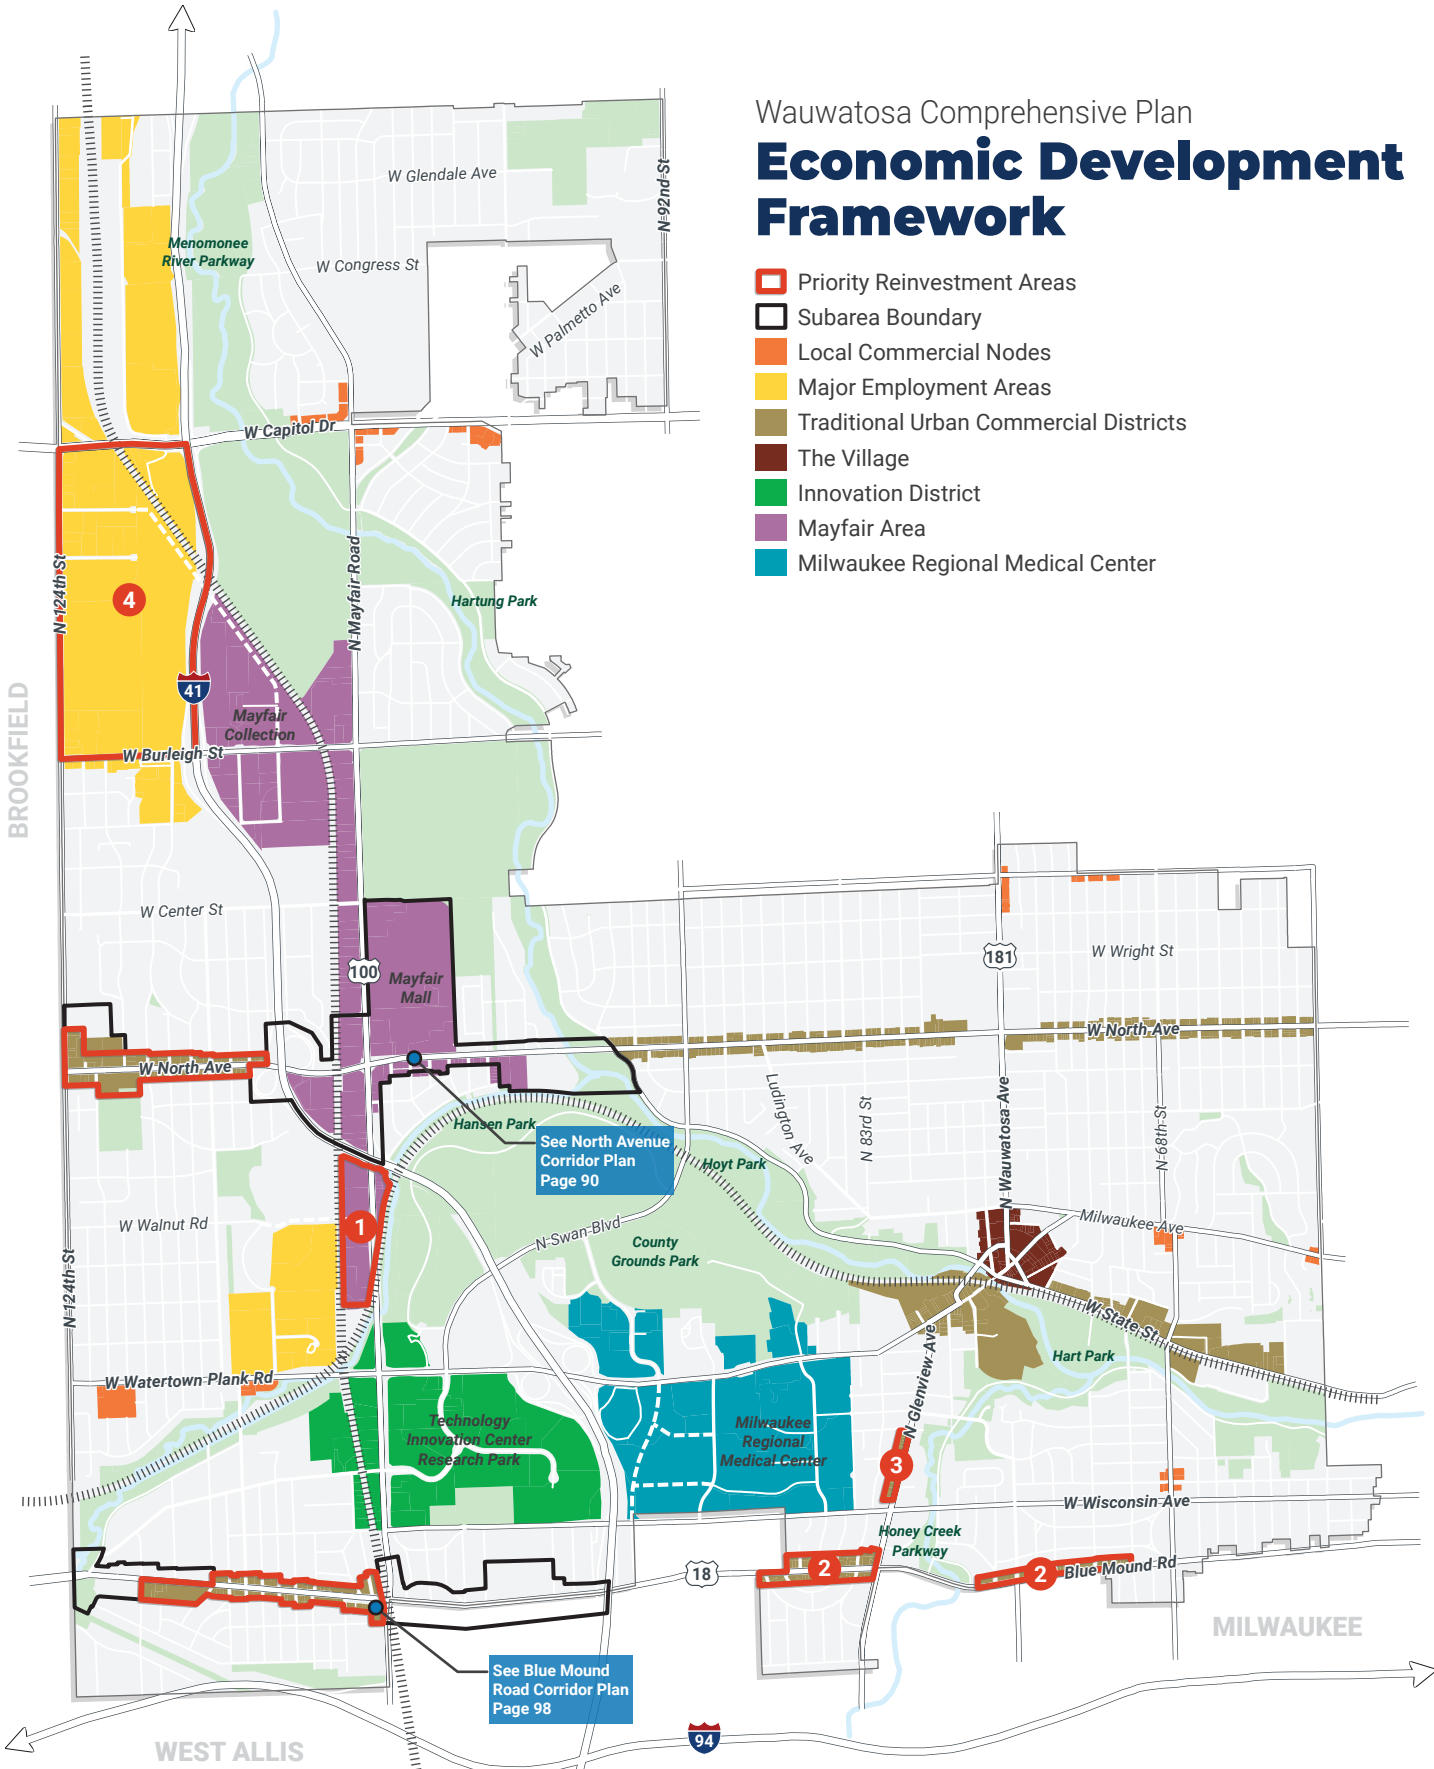 Wauwatosa Comprehensive Plan
Economic Development
Framework
Priority Reinvestment Areas
Subarea Boundary
Local Commercial Nodes
Major Employment Areas
Traditional Urban Commercial Districts
The Village
Innovation District
Mayfair Area
Milwaukee Regional Medical Center
W Glendale Ave
N 92nd St
Menomonee
River Parkway
W Congress St
W Palmetto Ave
W Capitol Dr
N 124th St
4
N Mayfair Road
Hartung Park
41
BROOKFIELD
Mayfair
Collection
W Burleigh St
W Center St
100
Mayfair
Mall
181
W Wright St
W North Ave
W North Ave
Hansen Park
See North Avenue
Corridor Plan
Page 90
Ludington Ave
N 83rd St
N Wauwatosa Ave
N 68th St
Hoyt Park
W Walnut Rd
1
N Swan Blvd
County
Grounds Park
Milwaukee Ave
N 124th St
W State St
Hart Park
N Glenview Ave
W Watertown Plank Rd
Technology
Innovation Center
Research Park
Milwaukee
Regional
Medical Center
3
W Wisconsin Ave
Honey Creek
Parkway
18
2
2
Blue Mound Rd
MILWAUKEE
See Blue Mound
Road Corridor Plan
Page 98
94
WEST ALLIS